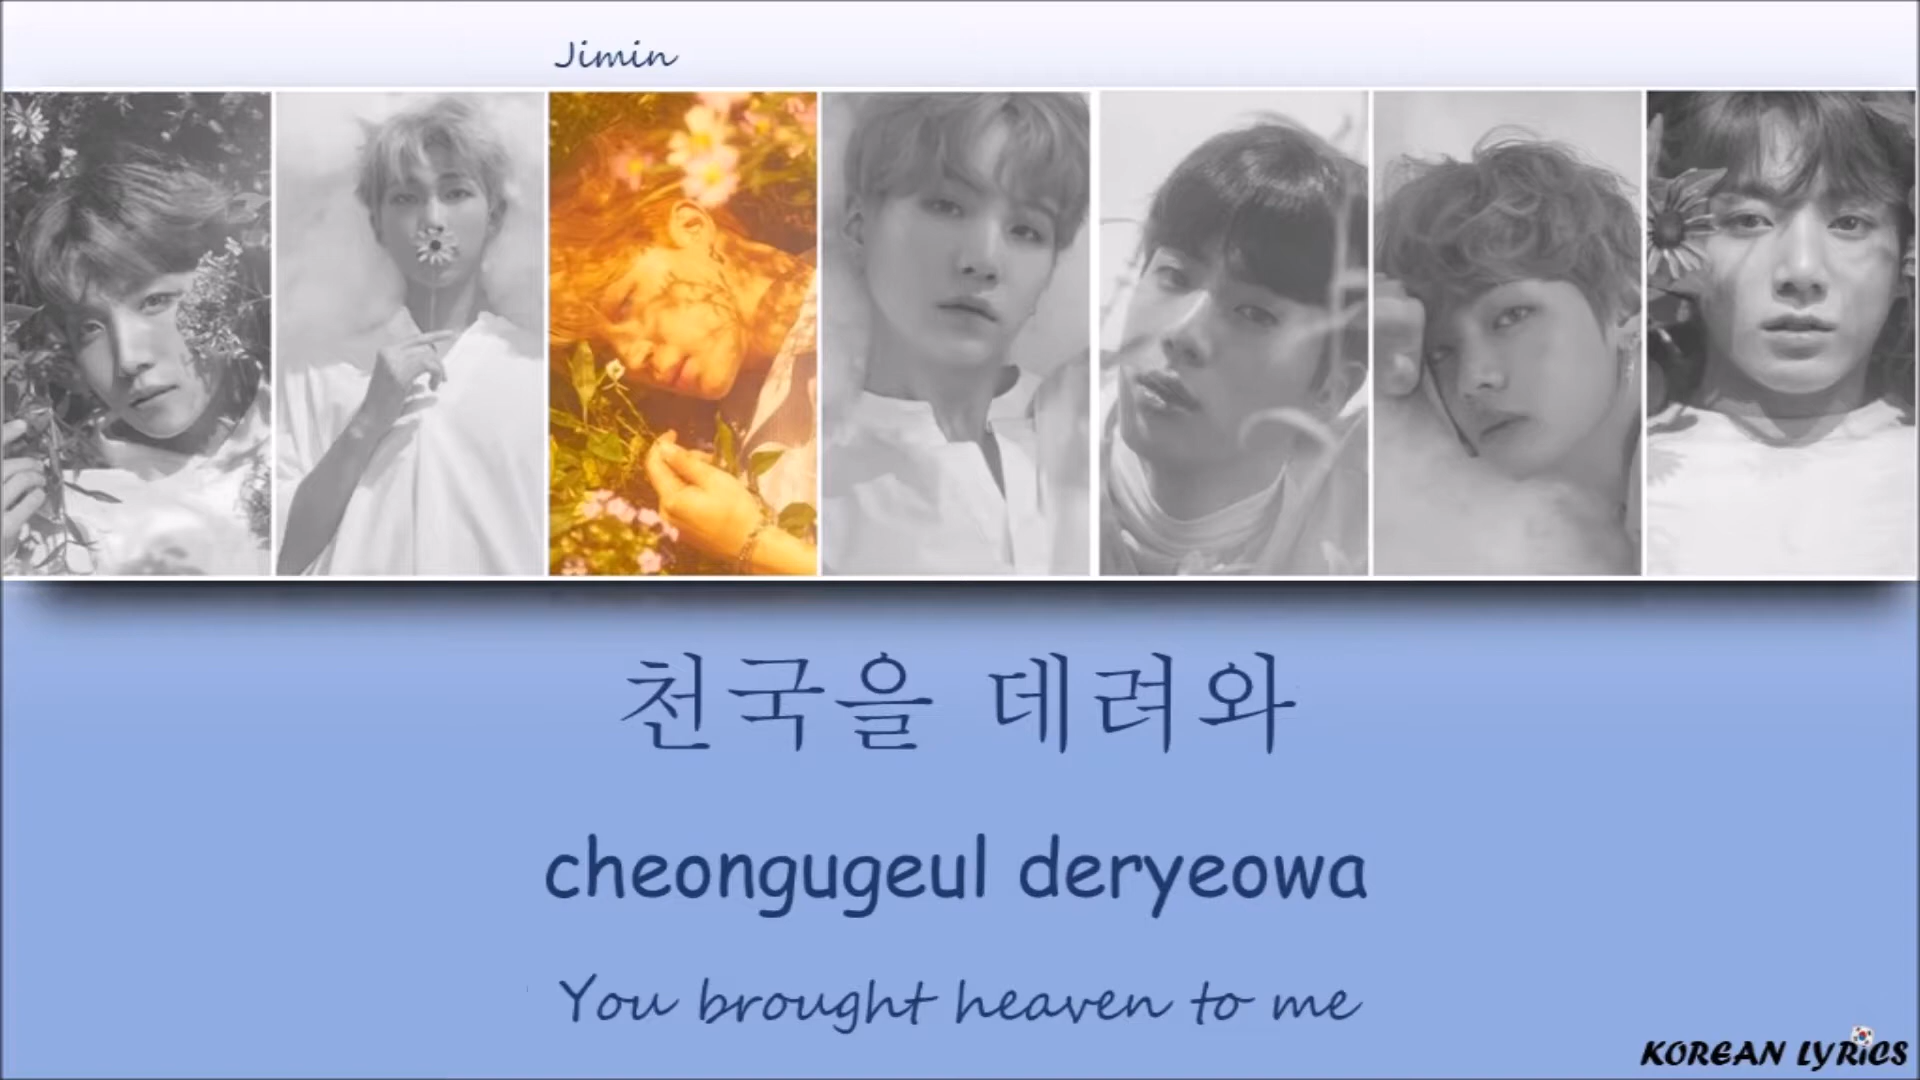 Jimin
천국을 데려와
cheongugeul deryeowa
You brought heaven to me
KOREAN LYRiCS